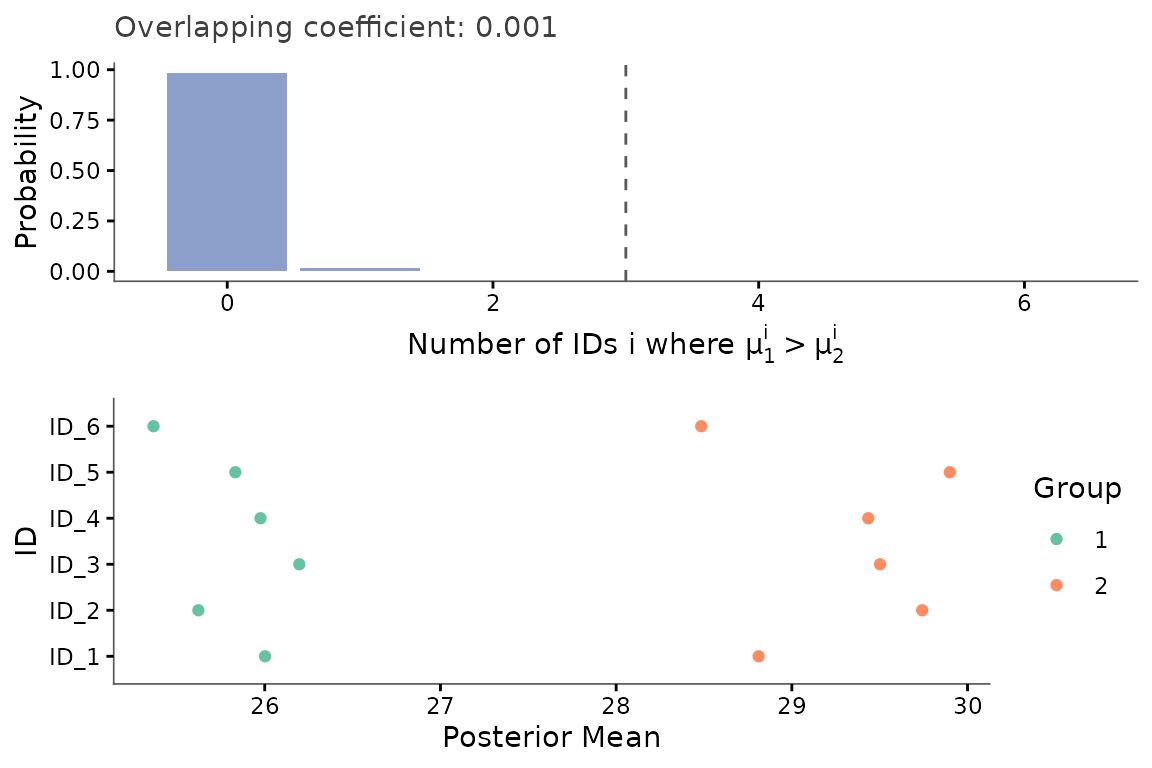 Overlapping coefficient: 0.001
Probability
1.00
0.75
0.50
0.25
0.00
0 2 4 6
Number of IDs i where μ₁ⁱ > μ₂ⁱ
ID
ID_6
ID_5
ID_4
ID_3
ID_2
ID_1
26 27 28 29 30
Posterior Mean
Group
1
2